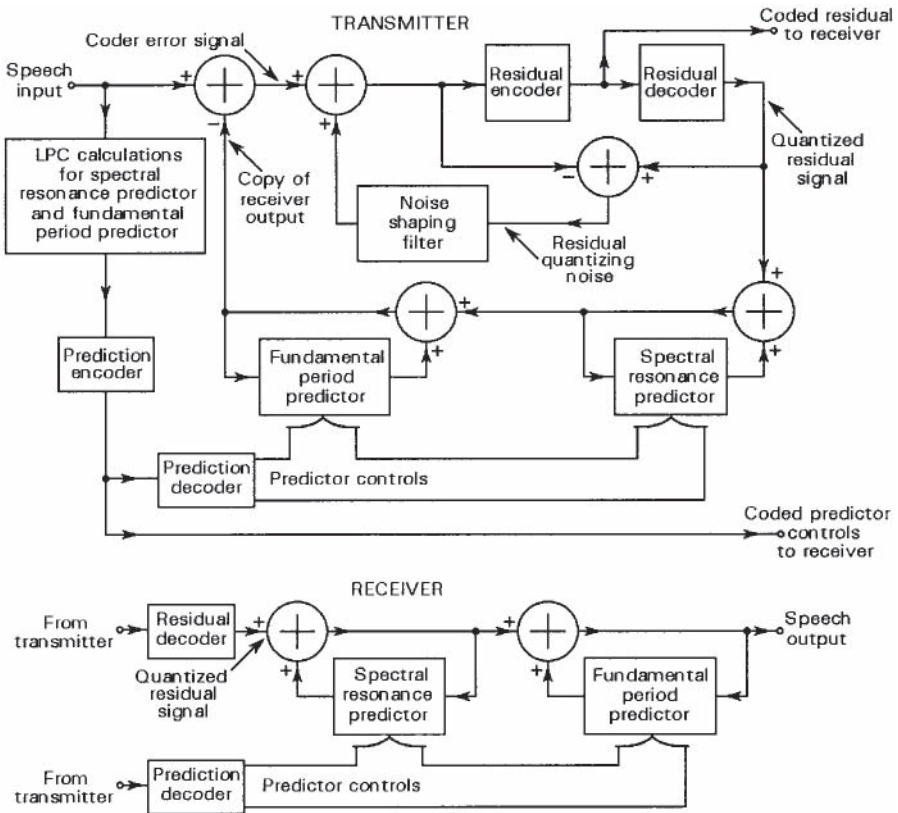 TRANSMITTER
Coded residual
to receiver
Coder error signal
Speech
input
+
+
−
+
+
Residual
encoder
Residual
decoder
Quantized
residual
signal
LPC calculations
for spectral
resonance predictor
and fundamental
period predictor
Copy of
receiver
output
Noise
shaping
filter
−
+
Residual
quantizing
noise
+
+
+
+
Prediction
encoder
Fundamental
period
predictor
Spectral
resonance
predictor
Prediction
decoder
Predictor controls
Coded predictor
controls
to receiver
RECEIVER
From
transmitter
Residual
decoder
+
+
+
+
Speech
output
Quantized
residual
signal
Spectral
resonance
predictor
Fundamental
period
predictor
From
transmitter
Prediction
decoder
Predictor controls